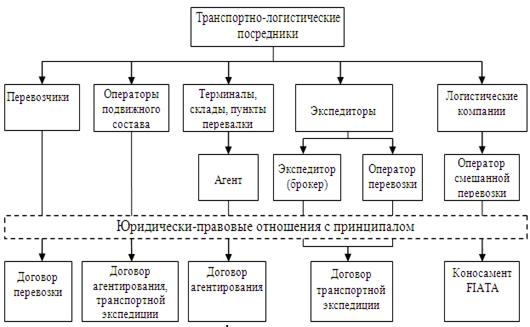 Транспортно-логистические
посредники
Перевозчики
Операторы
подвижного
состава
Терминалы,
склады, пункты
перевалки
Экспедиторы
Логистические
компании
Агент
Экспедитор
(брокер)
Оператор
перевозки
Оператор
смешанной
перевозки
Юридически-правовые отношения с принципалом
Договор
перевозки
Договор
агентирования,
транспортной
экспедиции
Договор
агентирования
Договор
транспортной
экспедиции
Коносамент
FIATA